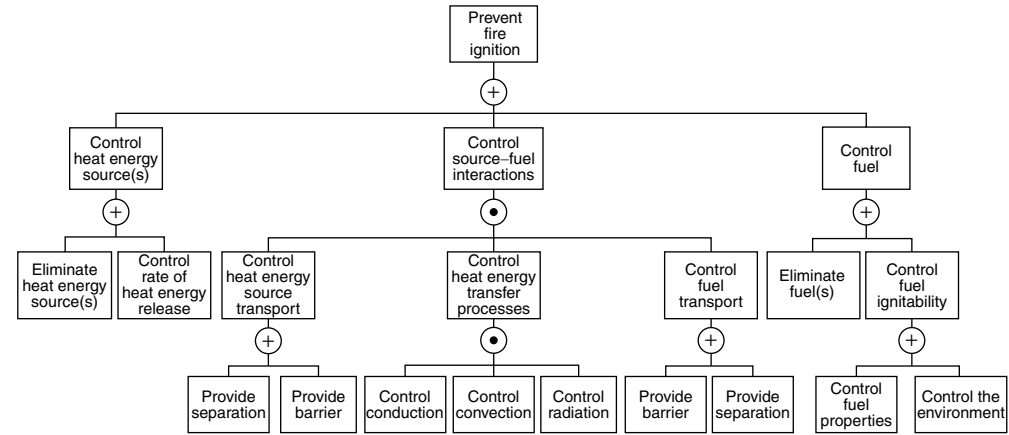 Prevent
fire
ignition
+
Control
heat energy
source(s)
Control
source–fuel
interactions
Control
fuel
+
•
+
Eliminate
heat energy
source(s)
Control
rate of
heat energy
release
Control
heat energy
source
transport
Control
heat energy
transfer
processes
Control
fuel
transport
Eliminate
fuel(s)
Control
fuel
ignitability
+
•
+
+
Provide
separation
Provide
barrier
Control
conduction
Control
convection
Control
radiation
Provide
barrier
Provide
separation
Control
fuel
properties
Control the
environment